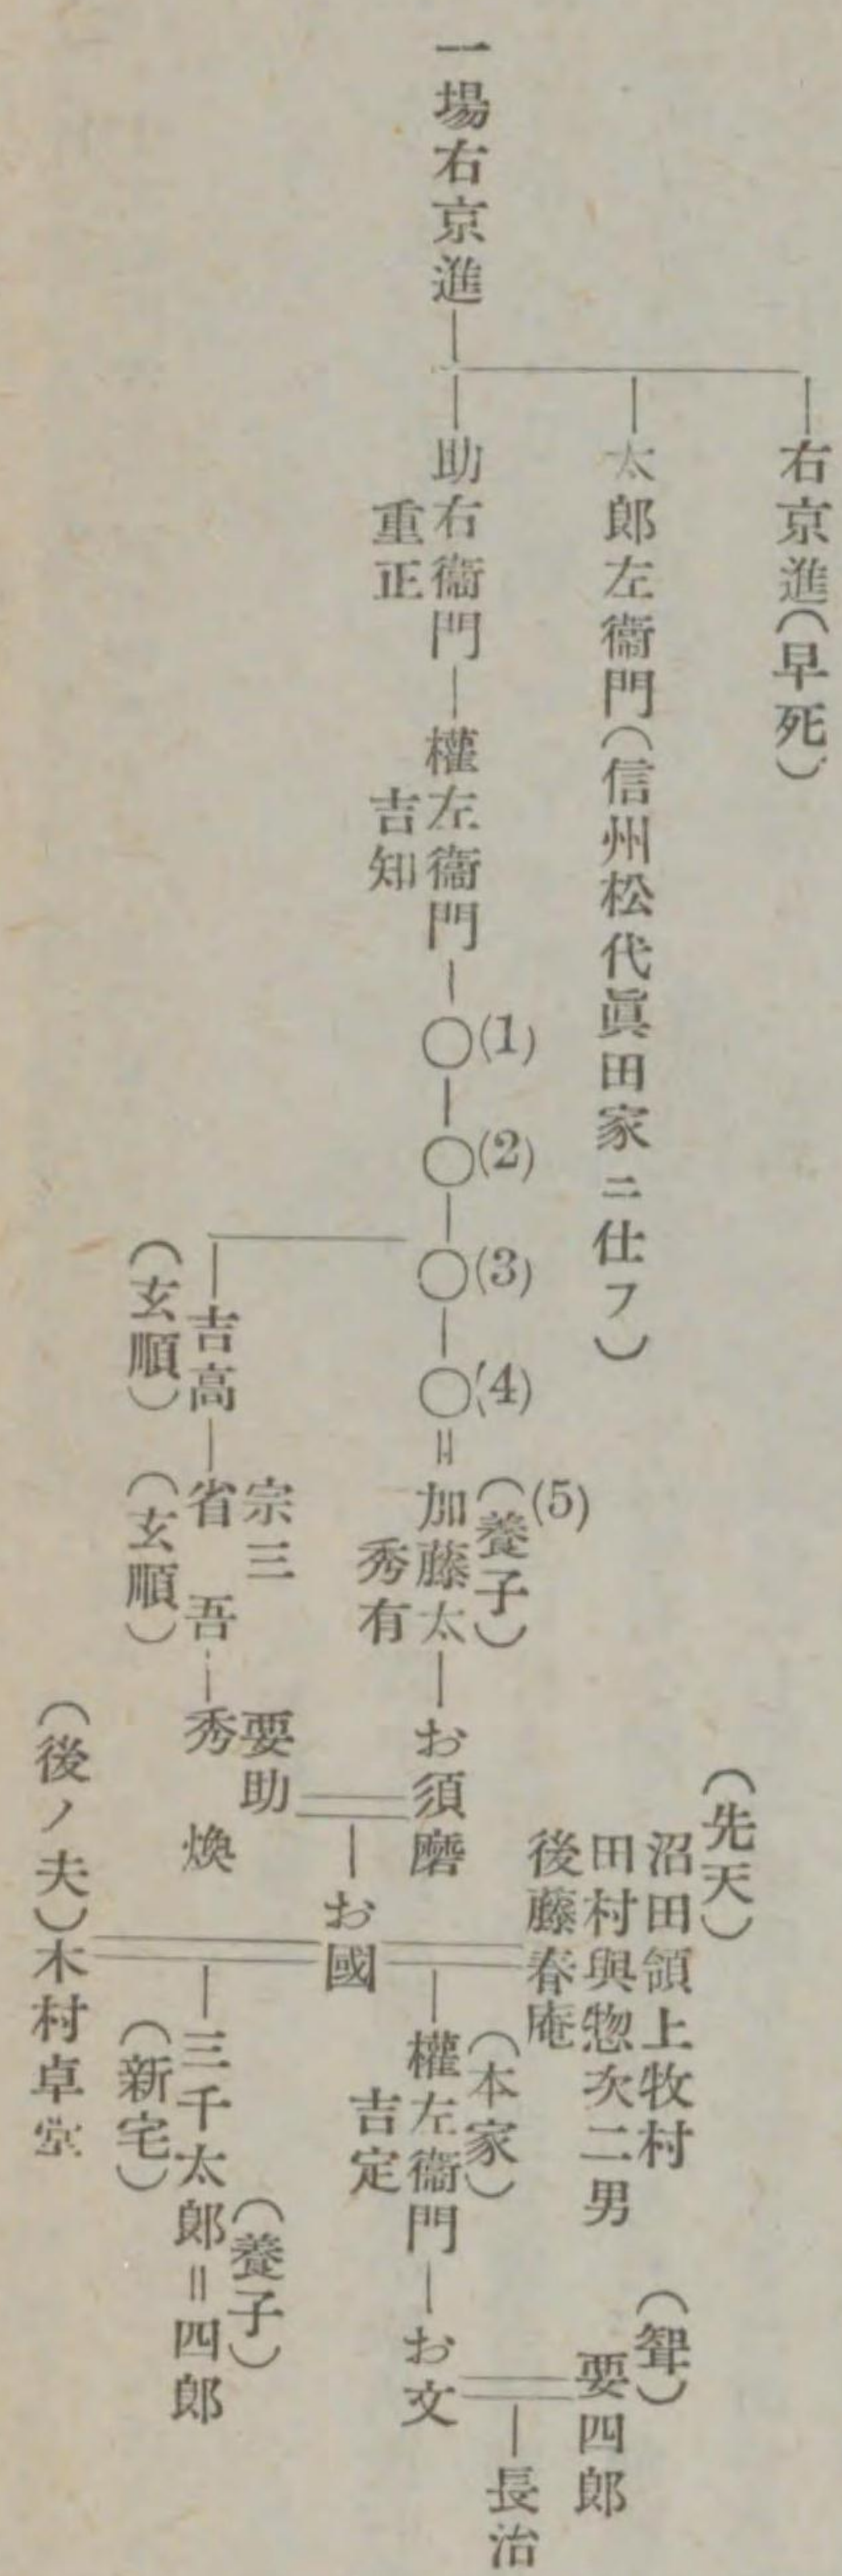 一場右京進
右京進(早死)
太郎左衞門(信州松代眞田家ニ仕フ)
助右衞門
重正
權左衞門
吉知
○(1)
○(2)
○(3)
○(4)
(5)
(養子)
加藤太
秀有
お須磨
吉高
(玄順)
宗三
省吾
(玄順)
要助
秀煥
お國
(先夫)
沼田領上牧村
田村與惣次二男
後藤春庵
(本家)
權左衞門
吉定
お文
(聟)
要四郎
長治
(後ノ夫)木村卓堂
三千太郎
(新宅)
(養子)
四郎